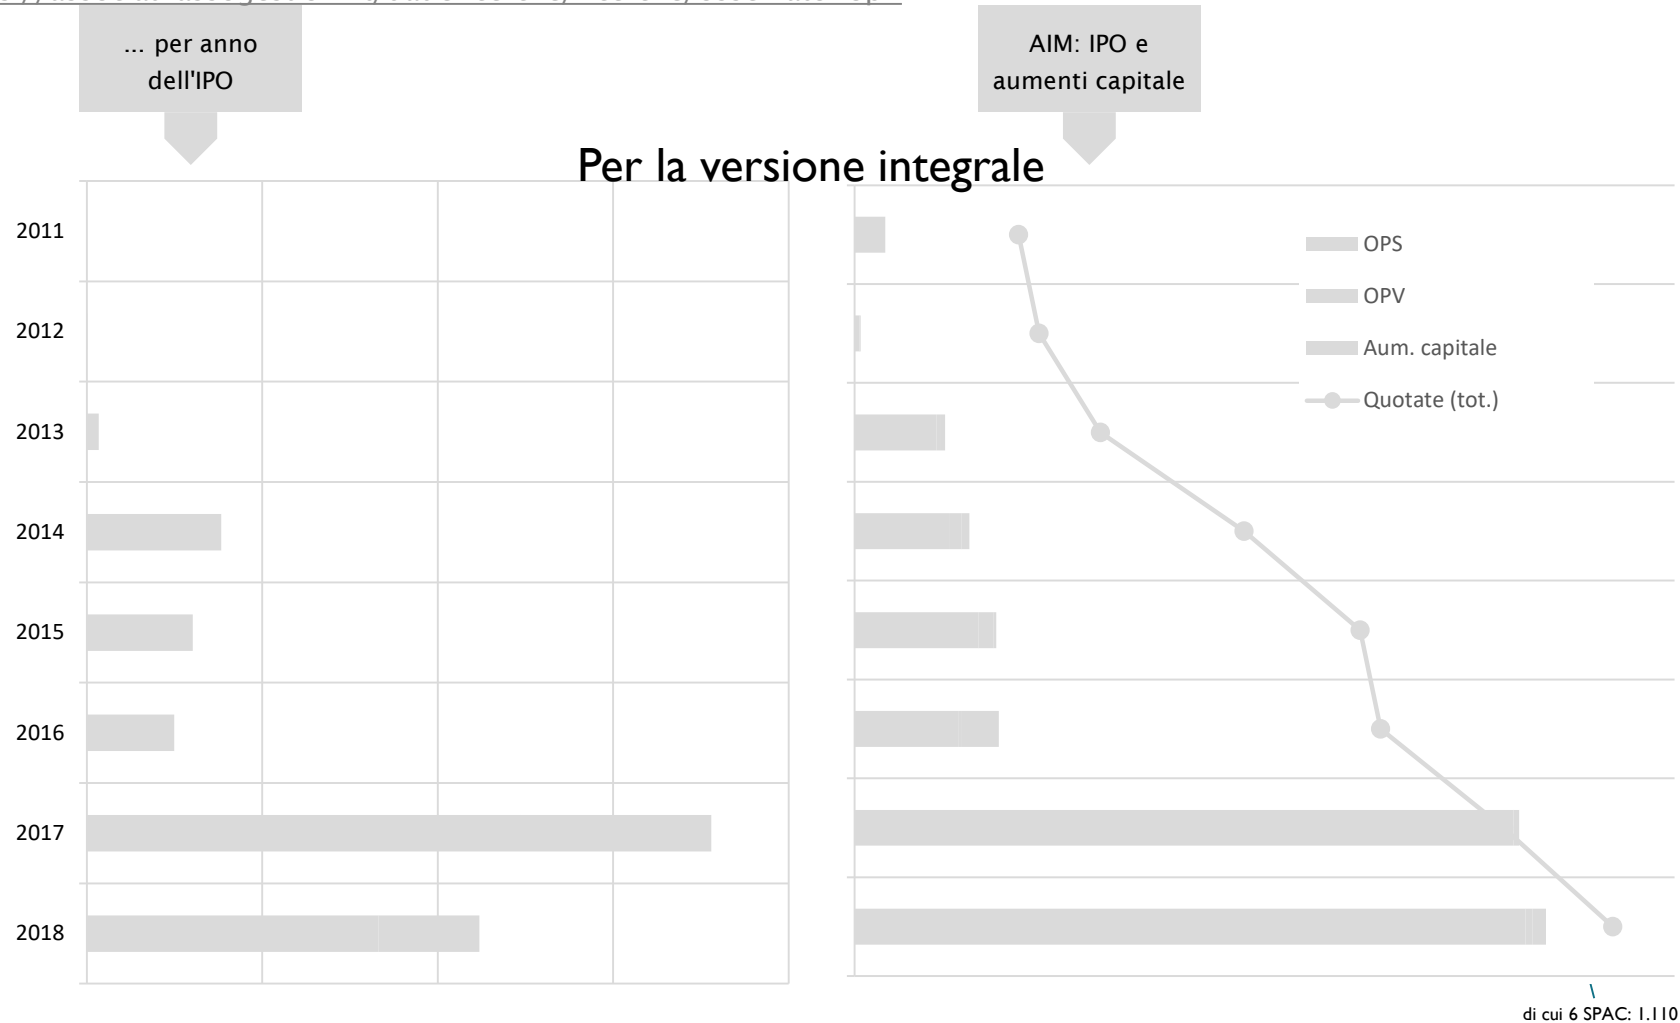 ... per anno
dell'IPO
AIM: IPO e
aumenti capitale
Per la versione integrale
2011
2012
2013
2014
2015
2016
2017
2018
OPS
OPV
Aum. capitale
Quotate (tot.)
di cui 6 SPAC: 1.110